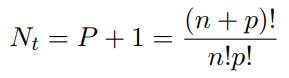 N_t = P + 1 = \frac{(n + p)!}{n!p!}